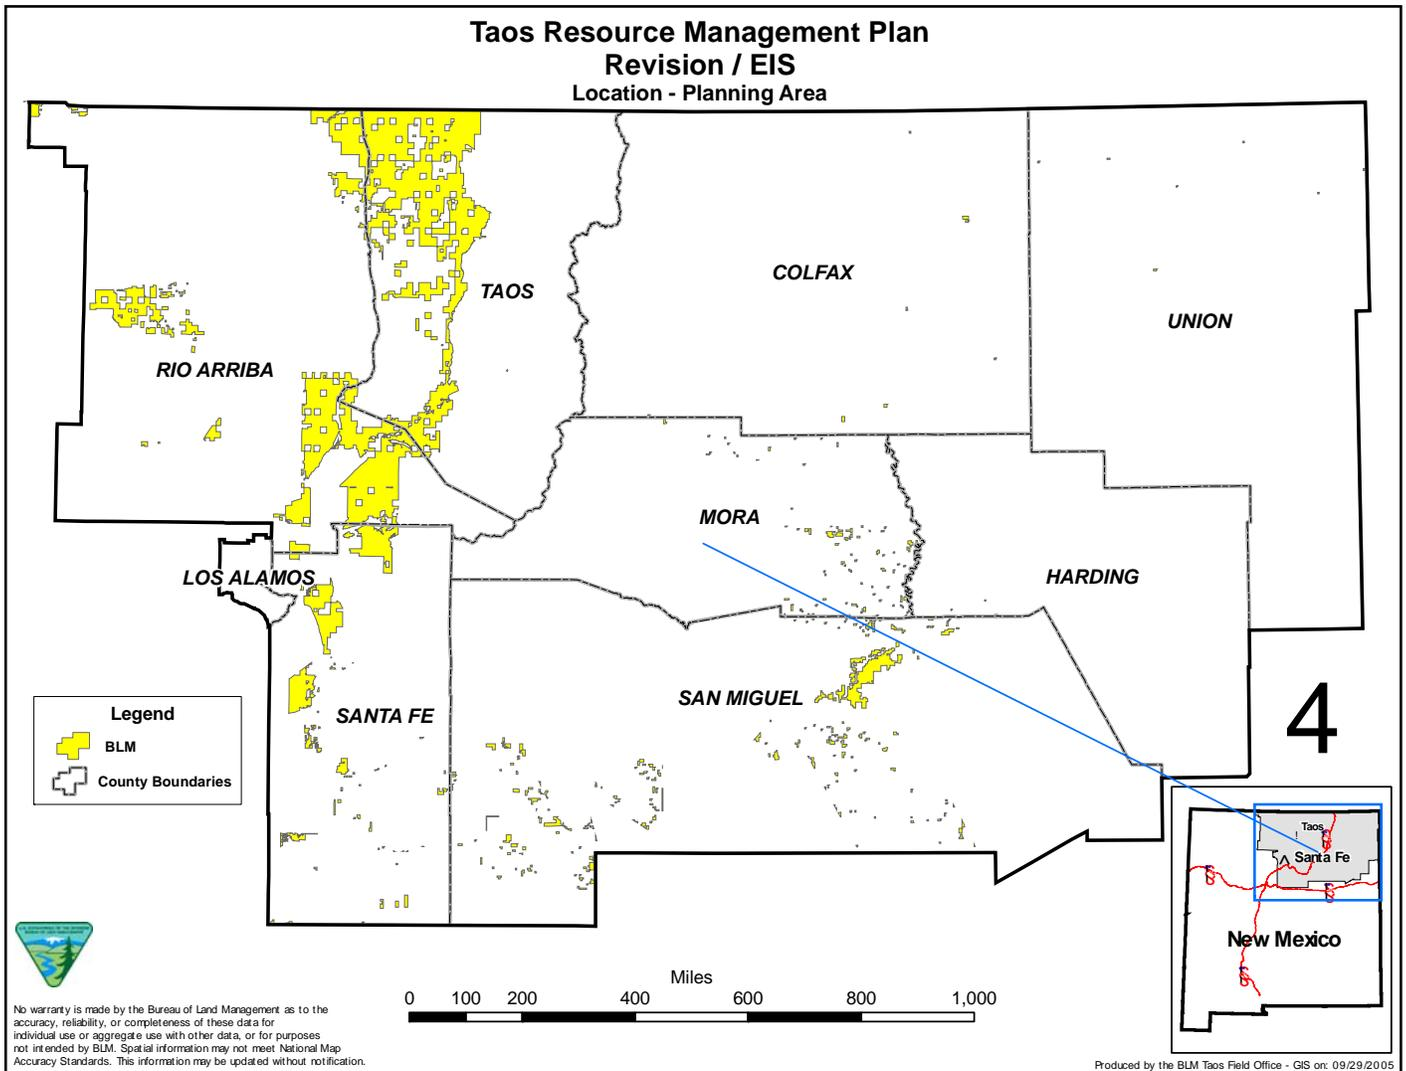 Taos Resource Management Plan
Revision / EIS
Location - Planning Area
TAOS
COLFAX
UNION
RIO ARRIBA
MORA
LOS ALAMOS
HARDING
SAN MIGUEL
SANTA FE
4
Legend
BLM
County Boundaries
Taos
Santa Fe
New Mexico
Miles
0 100 200 400 600 800 1,000
No warranty is made by the Bureau of Land Management as to the
accuracy, reliability, or completeness of these data for
individual use or aggregate use with other data, or for purposes
not intended by BLM. Spatial information may not meet National Map
Accuracy Standards. This information may be updated without notification.
Produced by the BLM Taos Field Office - GIS on: 09/29/2005